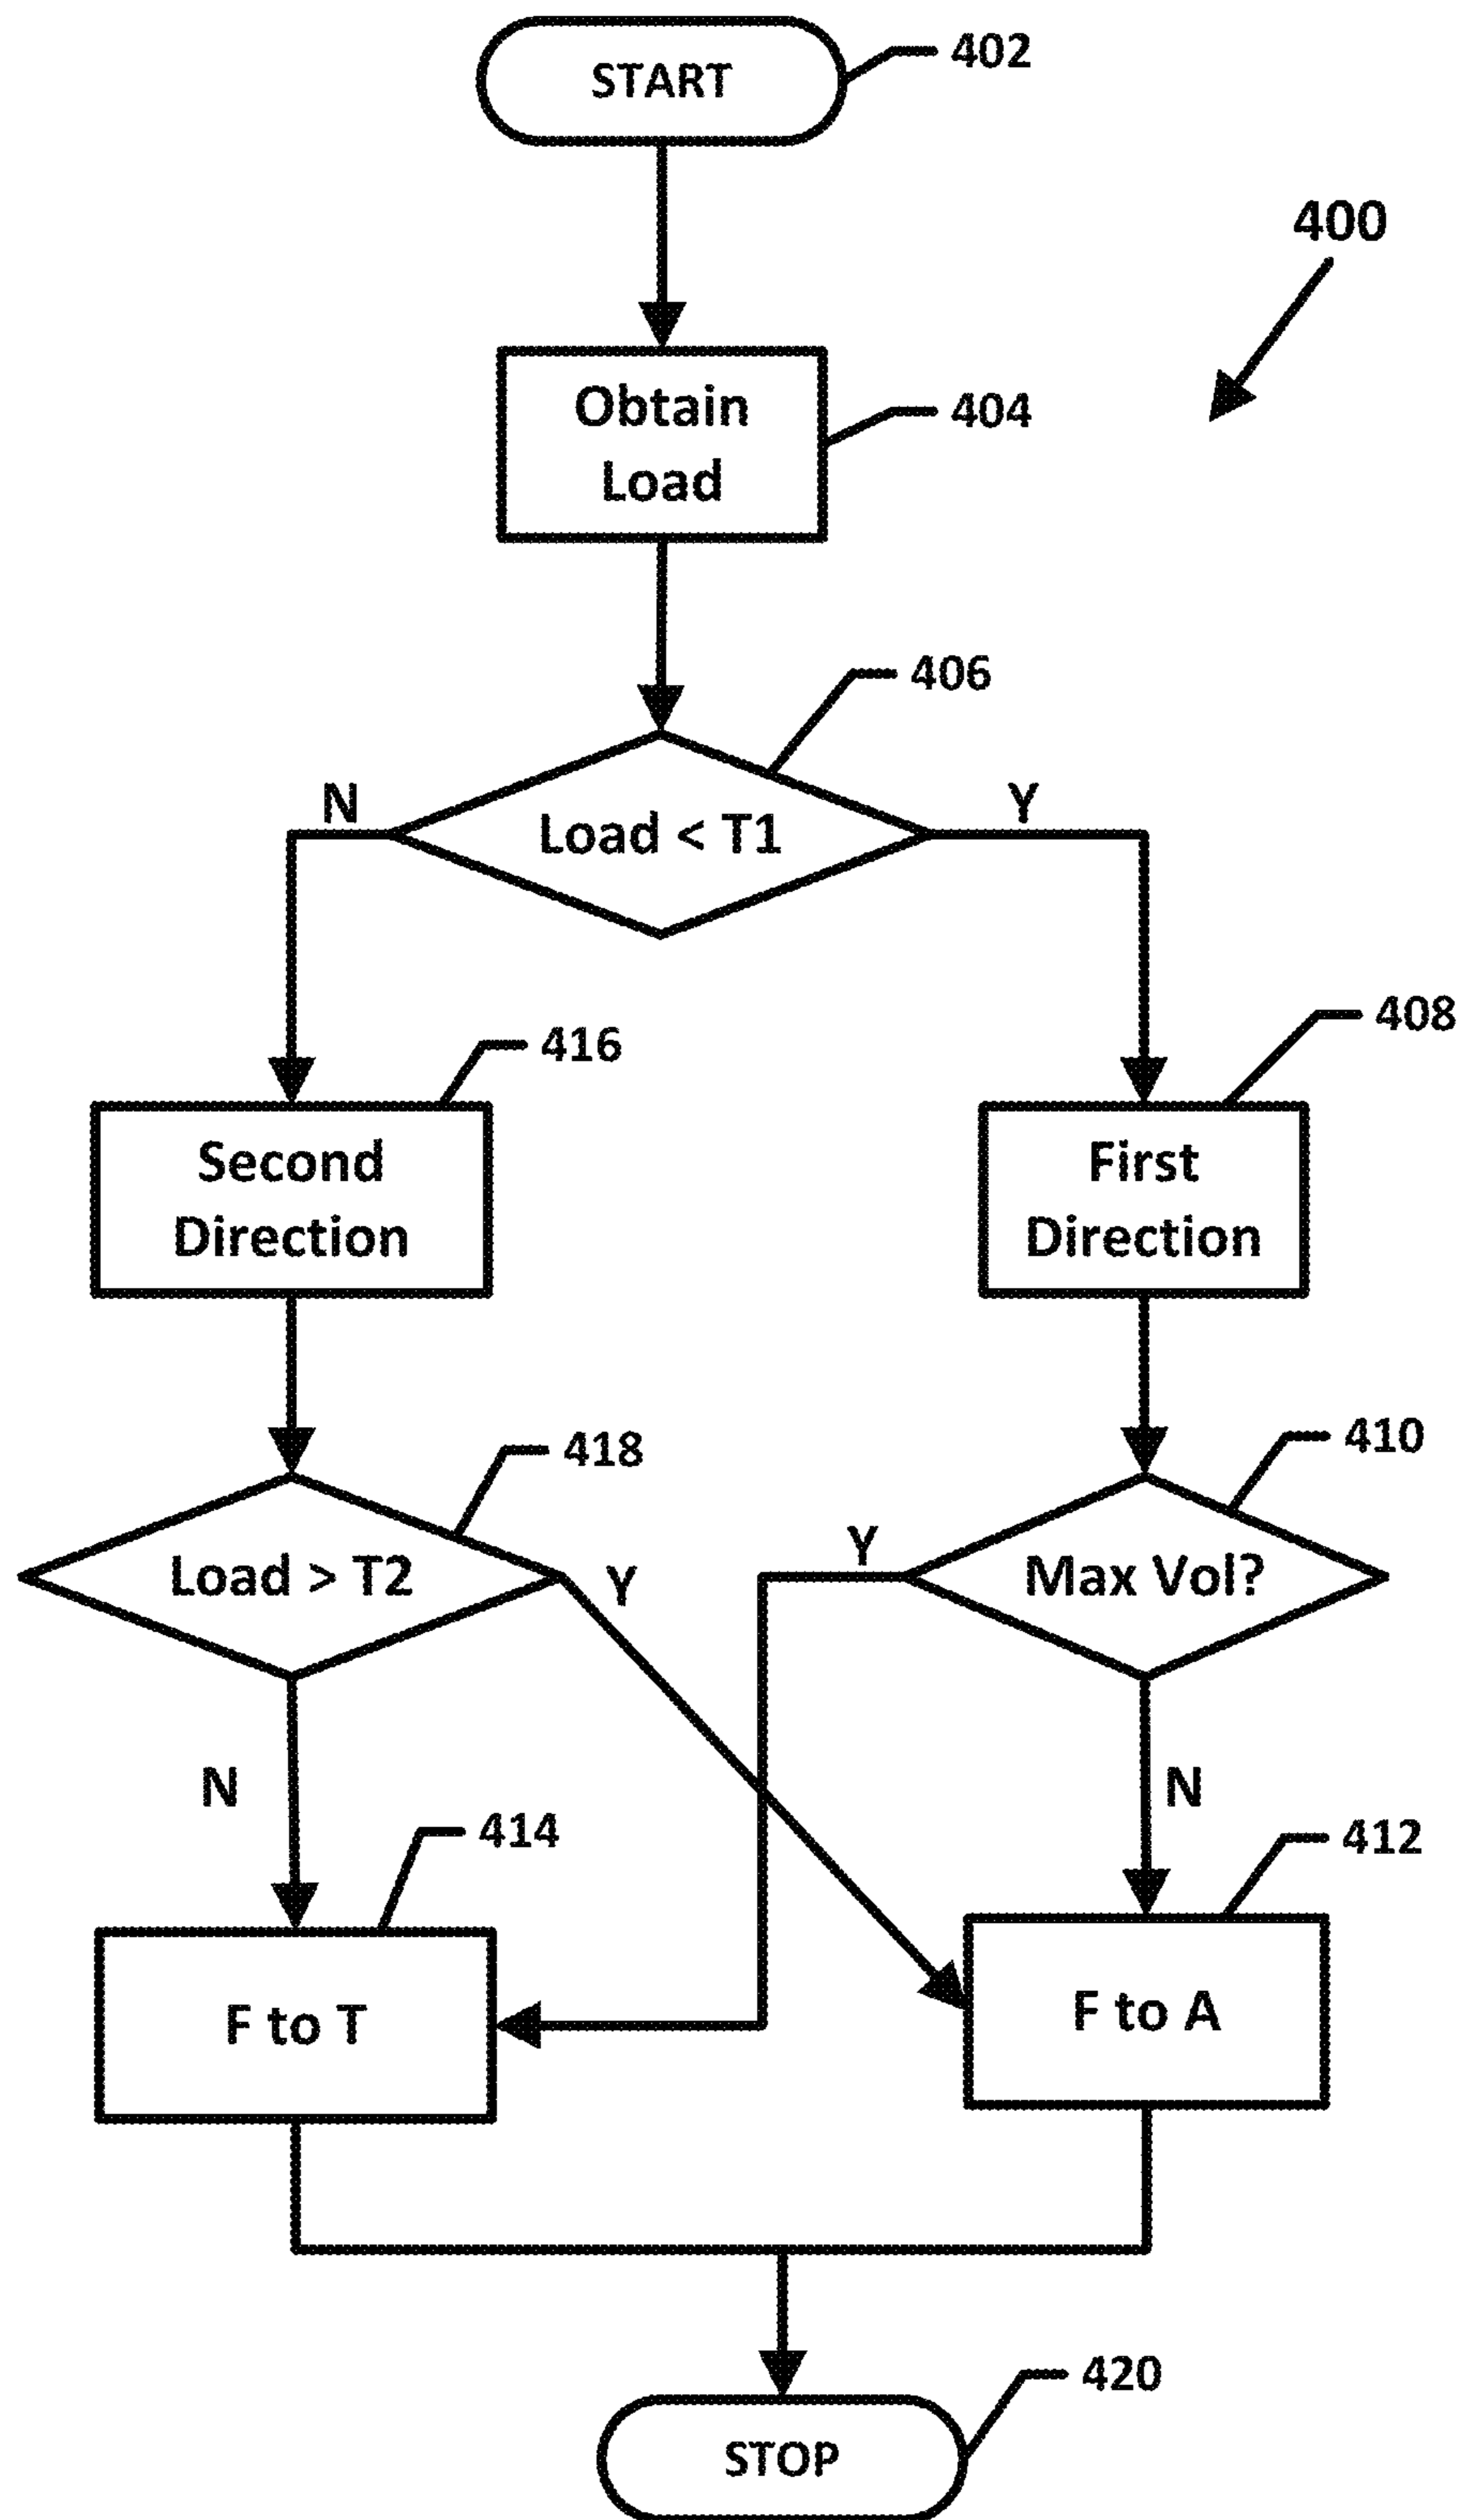 START
402
400
Obtain
Load
404
406
N
Load < T1
Y
416
408
Second
Direction
First
Direction
418
410
Load > T2
Y
Y
Max Vol?
N
N
414
412
F to T
F to A
420
STOP